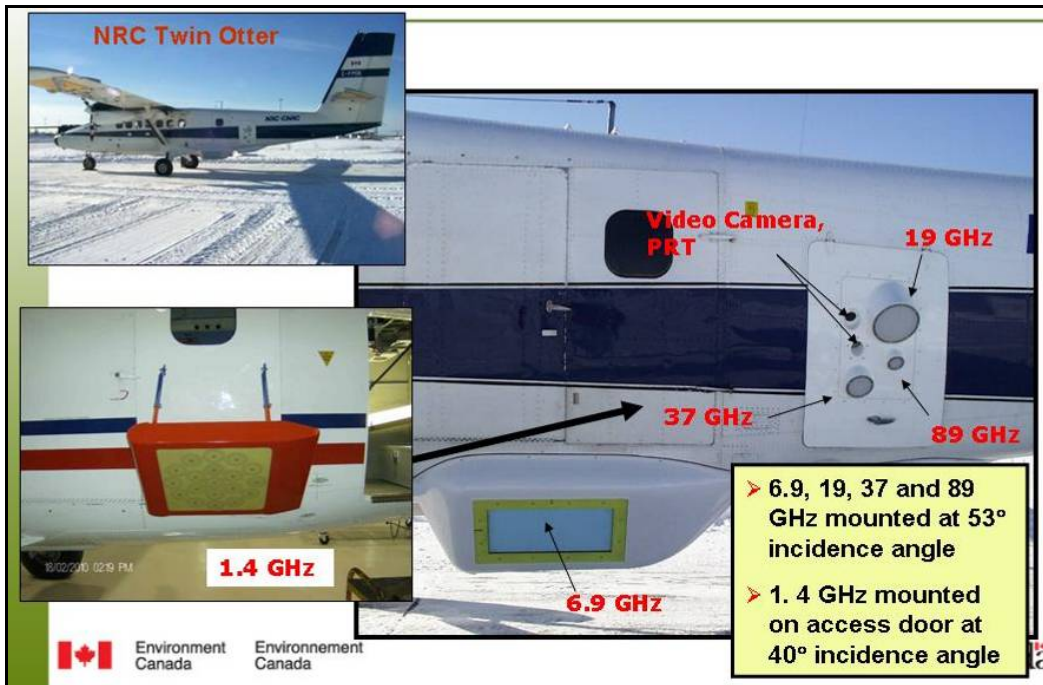 NRC Twin Otter
NRC·CNRC
Video Camera,
PRT
19 GHz
37 GHz
89 GHz
18/02/2010 02:19 PM
1.4 GHz
6.9 GHz
6.9, 19, 37 and 89
GHz mounted at 53°
incidence angle
1. 4 GHz mounted
on access door at
40° incidence angle
Environment
Canada
Environnement
Canada